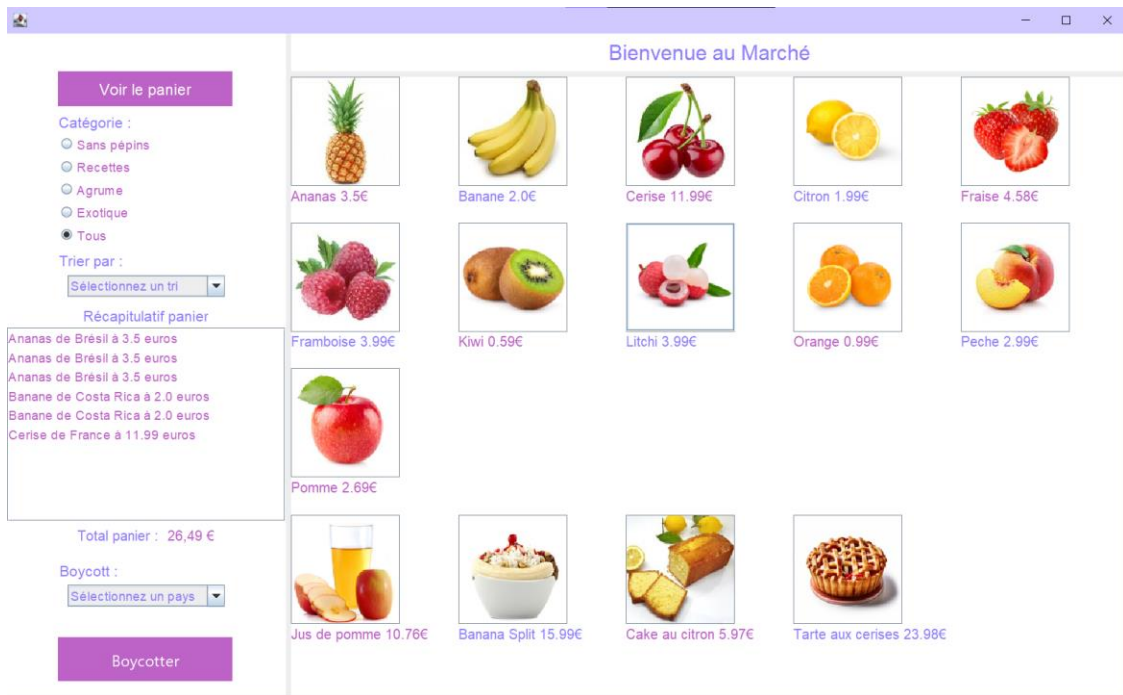 Bienvenue au Marché
Voir le panier
Catégorie :
Sans pépins
Recettes
Agrume
Exotique
Tous
Trier par :
Sélectionnez un tri
Récapitulatif panier
Ananas de Brésil à 3.5 euros
Ananas de Brésil à 3.5 euros
Ananas de Brésil à 3.5 euros
Banane de Costa Rica à 2.0 euros
Banane de Costa Rica à 2.0 euros
Cerise de France à 11.99 euros
Total panier : 26,49 €
Boycott :
Sélectionnez un pays
Boycotter
Ananas 3.5€
Banane 2.0€
Cerise 11.99€
Citron 1.99€
Fraise 4.58€
Framboise 3.99€
Kiwi 0.59€
Litchi 3.99€
Orange 0.99€
Peche 2.99€
Pomme 2.69€
Jus de pomme 10.76€
Banana Split 15.99€
Cake au citron 5.97€
Tarte aux cerises 23.98€